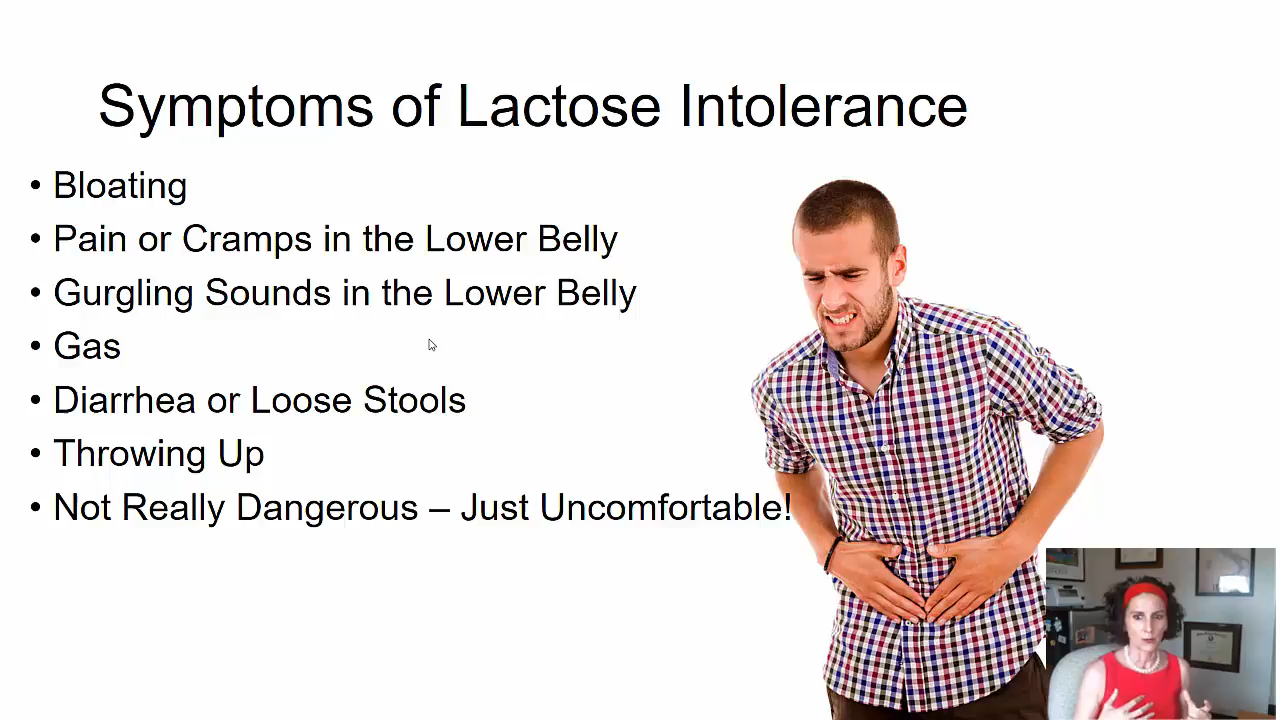 Symptoms of Lactose Intolerance
• Bloating
• Pain or Cramps in the Lower Belly
• Gurgling Sounds in the Lower Belly
• Gas
• Diarrhea or Loose Stools
• Throwing Up
• Not Really Dangerous – Just Uncomfortable!